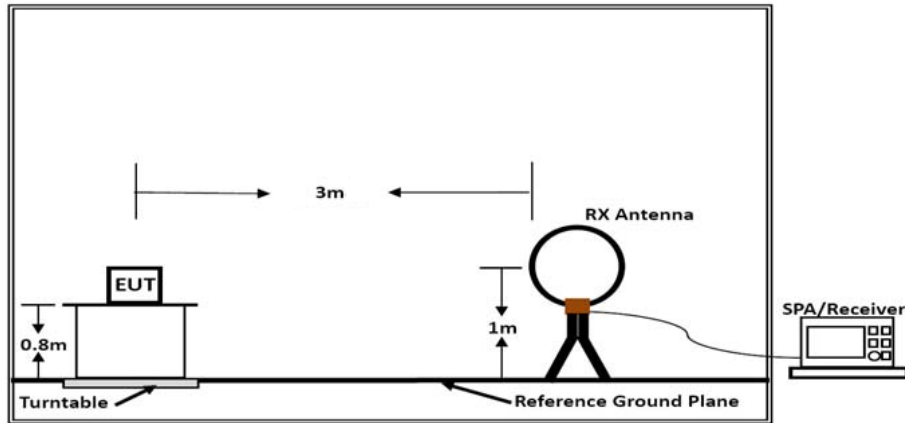 3m
RX Antenna
EUT
SPA/Receiver
0.8m
1m
Turntable
Reference Ground Plane